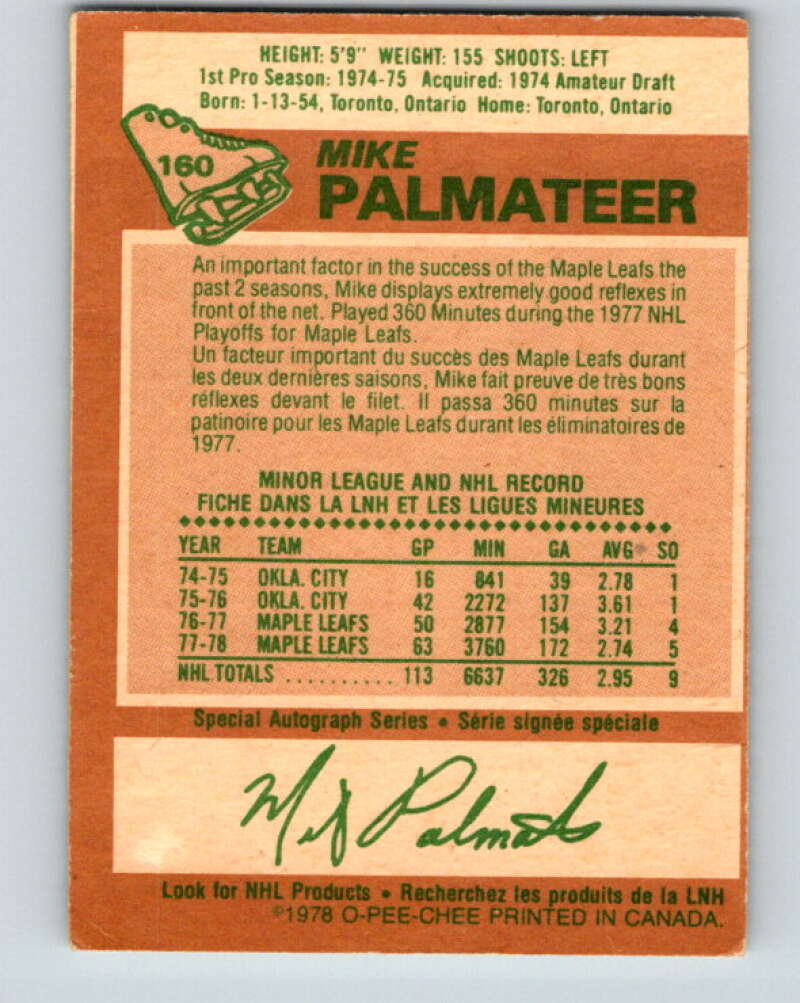 HEIGHT: 5'9" WEIGHT: 155 SHOOTS: LEFT
1st Pro Season: 1974-75 Acquired: 1974 Amateur Draft
Born: 1-13-54, Toronto, Ontario Home: Toronto, Ontario
160
MIKE
PALMATEER
An important factor in the success of the Maple Leafs the
past 2 seasons, Mike displays extremely good reflexes in
front of the net. Played 360 Minutes during the 1977 NHL
Playoffs for Maple Leafs.
Un facteur important du succès des Maple Leafs durant
les deux dernières saisons, Mike fait preuve de très bons
réflexes devant le filet. Il passa 360 minutes sur la
patinoire pour les Maple Leafs durant les éliminatoires de
1977.
MINOR LEAGUE AND NHL RECORD
FICHE DANS LA LNH ET LES LIGUES MINEURES
YEAR TEAM GP MIN GA AVG SO
74-75 OKLA. CITY 16 841 39 2.78 1
75-76 OKLA. CITY 42 2272 137 3.61 1
76-77 MAPLE LEAFS 50 2877 154 3.21 4
77-78 MAPLE LEAFS 63 3760 172 2.74 5
NHL TOTALS .......... 113 6637 326 2.95 9
Special Autograph Series • Série signée spéciale
Mike Palmateer
Look for NHL Products • Recherchez les produits de la LNH
©1978 O-PEE-CHEE PRINTED IN CANADA.